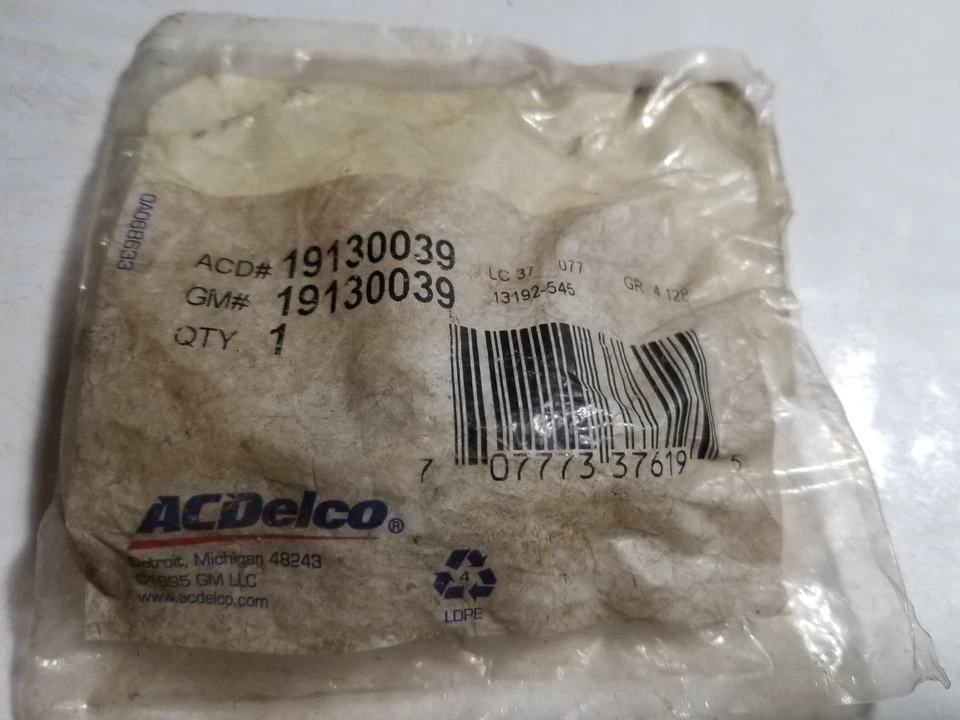 0A088633
ACD# 19130039
GM# 19130039
QTY 1
LC 37 077
13192-545
GR 4 128
7 07773 37619 5
ACDelco®
Detroit, Michigan 48243
©1995 GM LLC
www.acdelco.com
4
LDPE